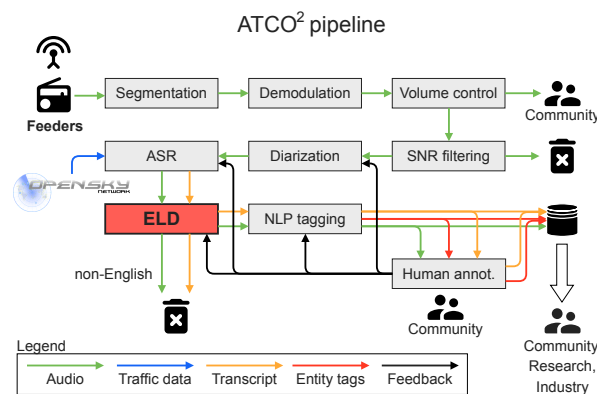 ATCO² pipeline
Segmentation
Demodulation
Volume control
Feeders
Community
ASR
Diarization
SNR filtering
OPENSKY
NETWORK
ELD
NLP tagging
non-English
Human annot.
Community
Community
Research,
Industry
Legend
Audio
Traffic data
Transcript
Entity tags
Feedback